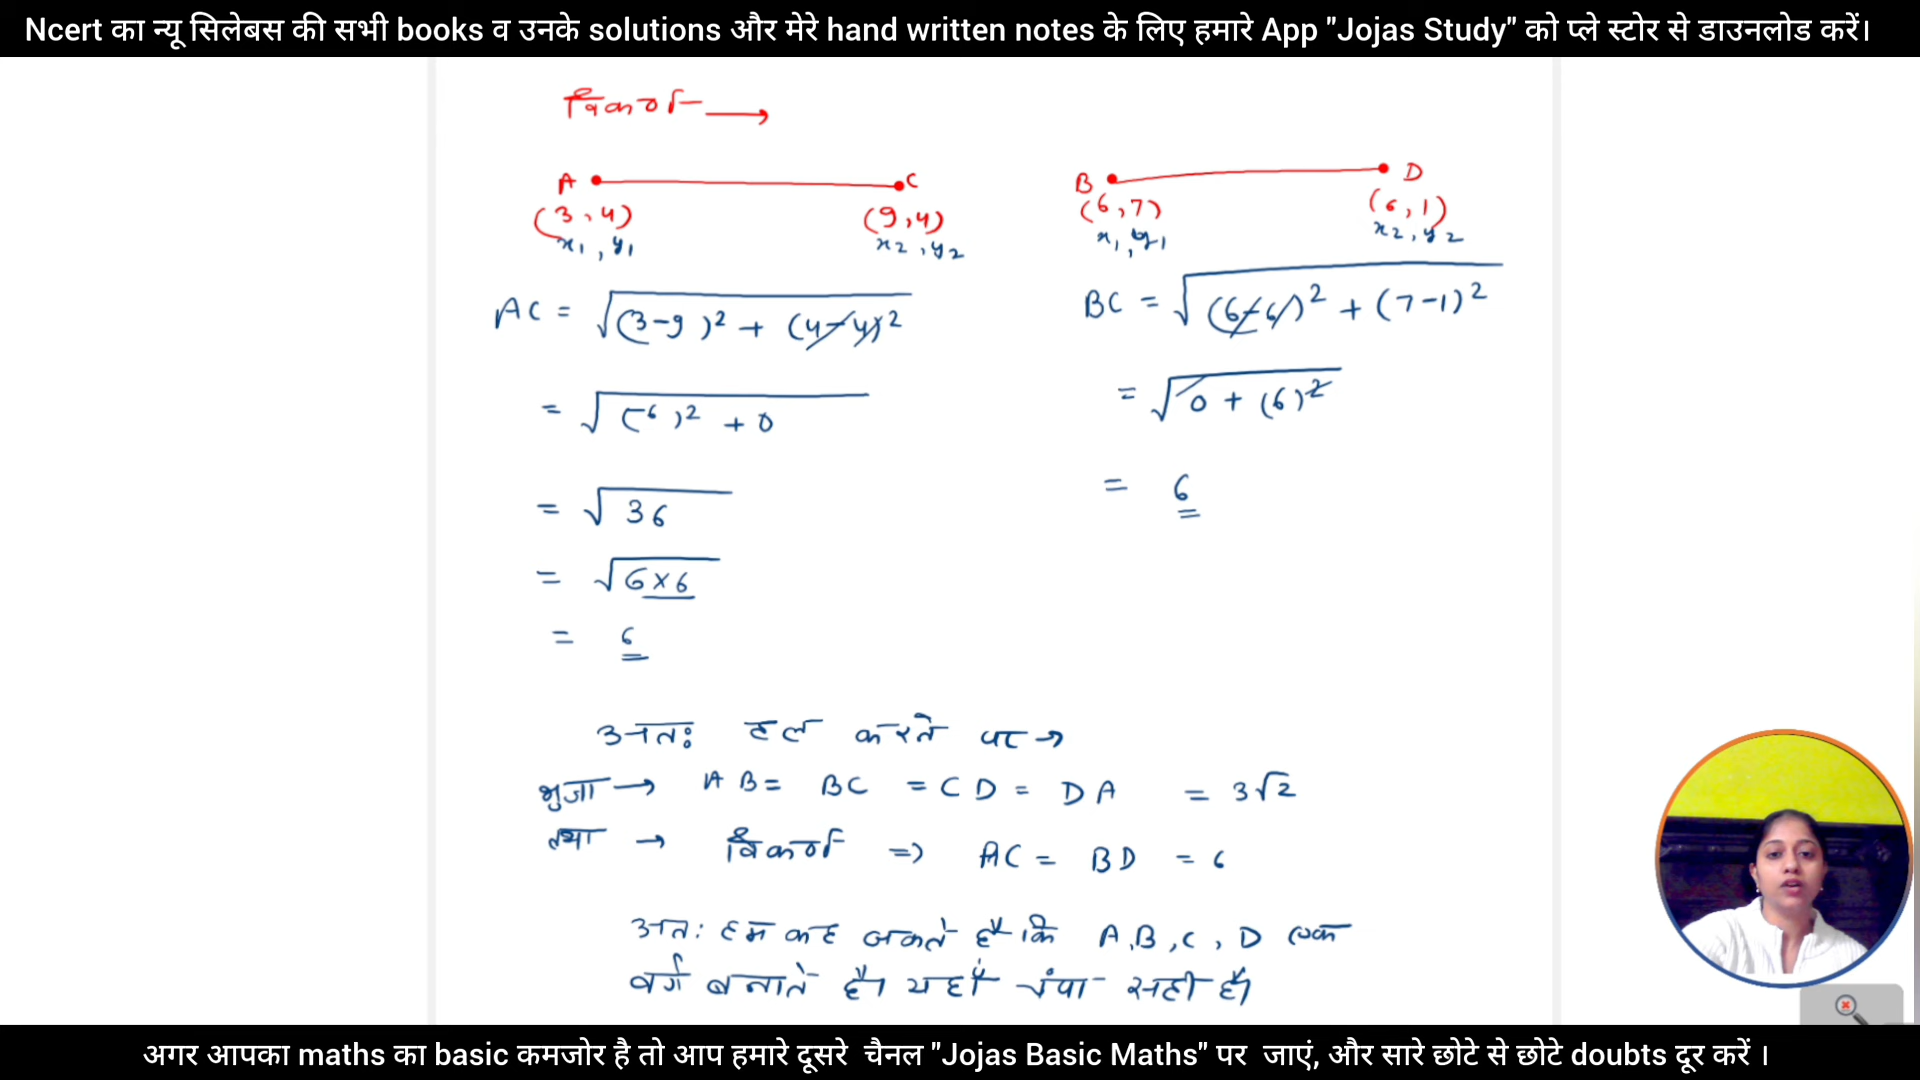 Ncert का न्यू सिलेबस की सभी books व उनके solutions और मेरे hand written notes के लिए हमारे App "Jojas Study" को प्ले स्टोर से डाउनलोड करें।
विकर्ण →
A C B D
(3,4) (9,4) (6,7) (6,1)
x₁,y₁ x₂,y₂ x₁,y₁ x₂,y₂
AC = √((3-9)² + (4-4)²)
= √((-6)² + 0)
= √36
= √(6×6)
= 6
BC = √((6-6)² + (7-1)²)
= √(0 + (6)²)
= 6
अतः हल करने पर →
भुजा → AB = BC = CD = DA = 3√2
तथा → विकर्ण ⇒ AC = BD = 6
अतः हम कह सकते हैं कि A, B, C, D एक
वर्ग बनाते हैं। यहाँ चंपा सही है।
अगर आपका maths का basic कमजोर है तो आप हमारे दूसरे चैनल "Jojas Basic Maths" पर जाएं, और सारे छोटे से छोटे doubts दूर करें ।